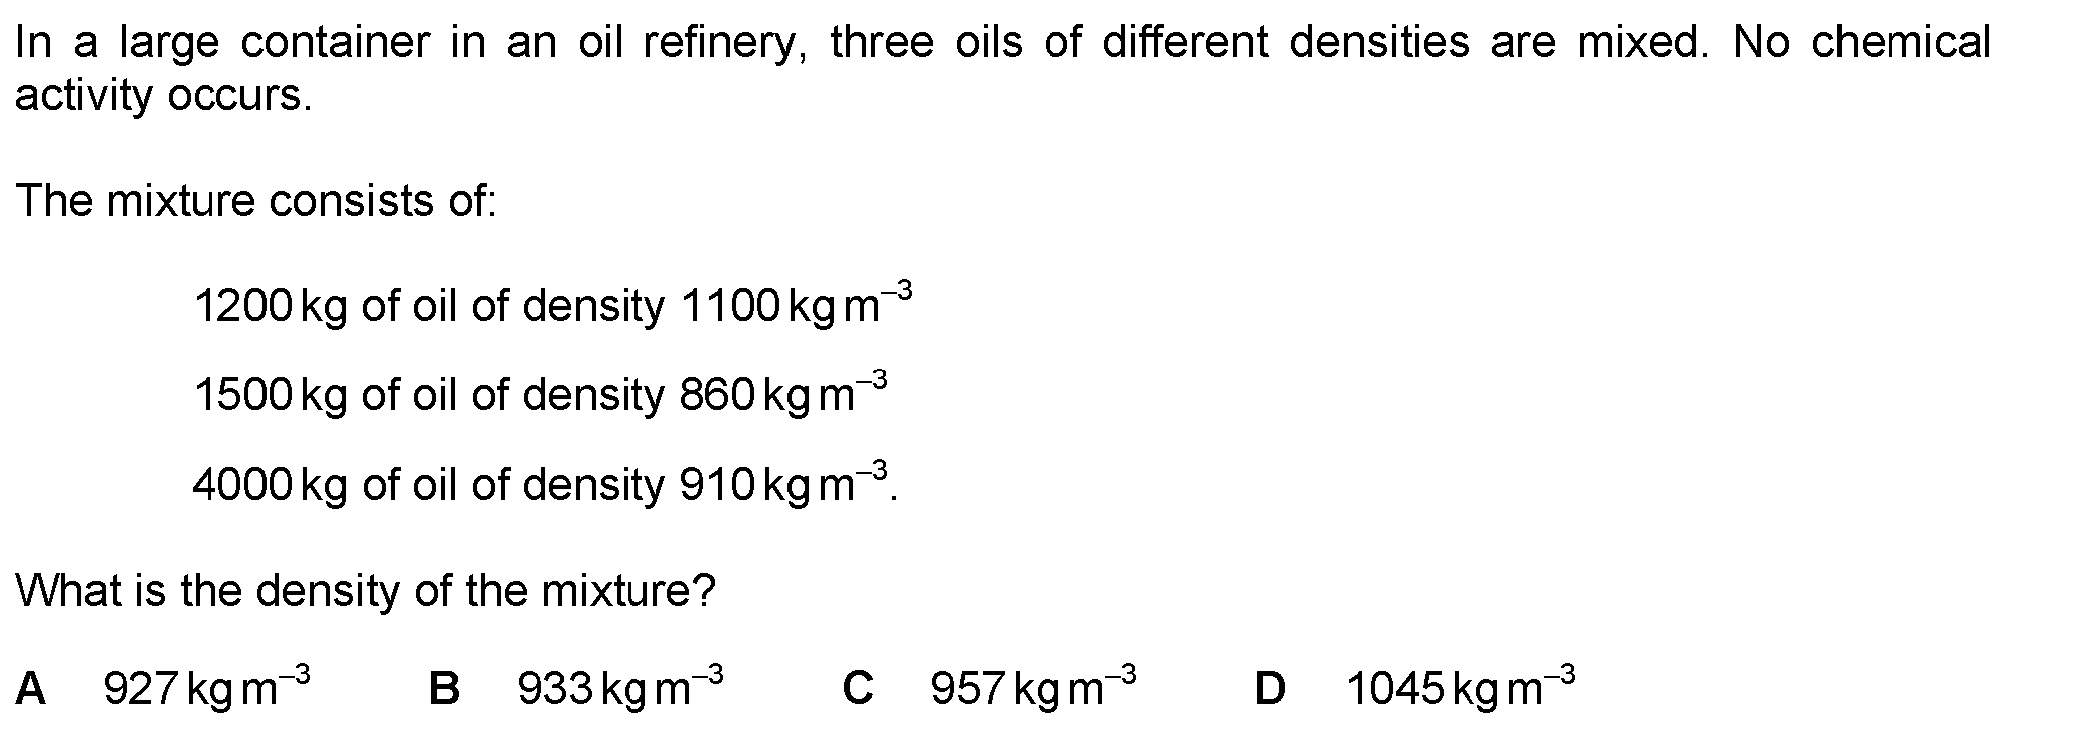 In a large container in an oil refinery, three oils of different densities are mixed. No chemical
activity occurs.
The mixture consists of:
1200 kg of oil of density 1100 kg m⁻³
1500 kg of oil of density 860 kg m⁻³
4000 kg of oil of density 910 kg m⁻³.
What is the density of the mixture?
A 927 kg m⁻³ B 933 kg m⁻³ C 957 kg m⁻³ D 1045 kg m⁻³